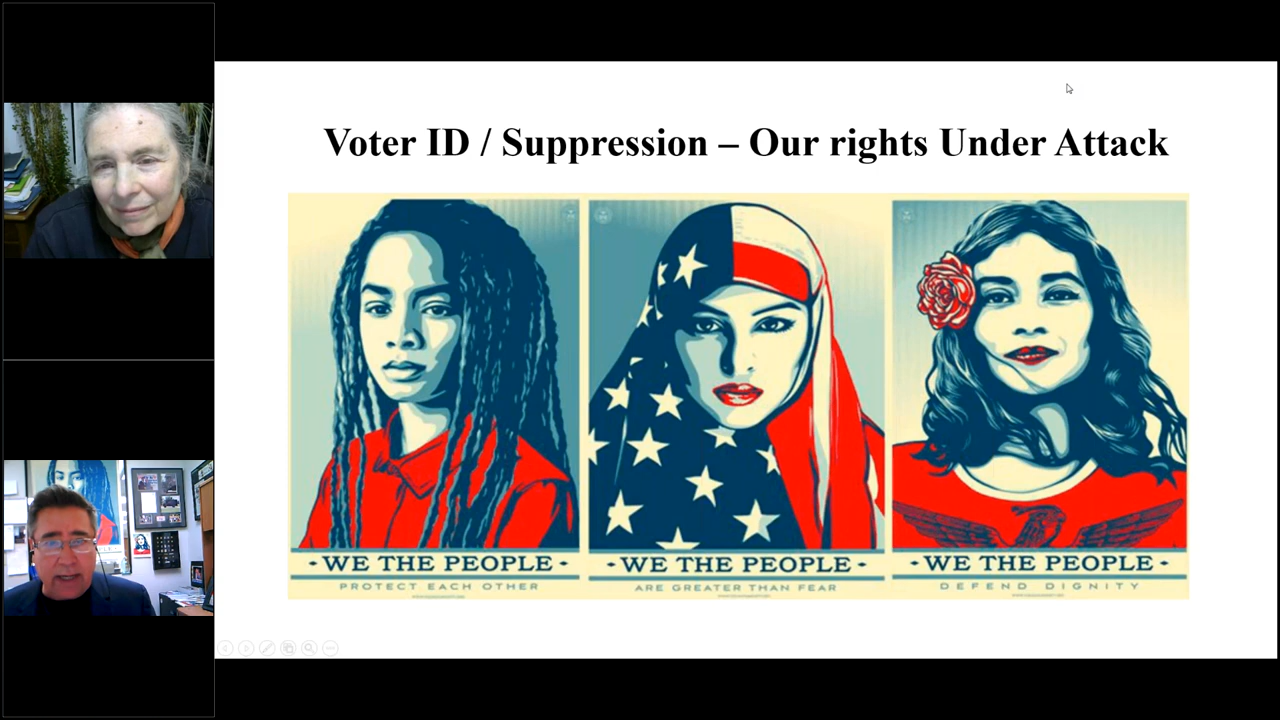 Voter ID / Suppression – Our rights Under Attack
· WE THE PEOPLE ·
PROTECT EACH OTHER
· WE THE PEOPLE ·
ARE GREATER THAN FEAR
· WE THE PEOPLE ·
DEFEND DIGNITY